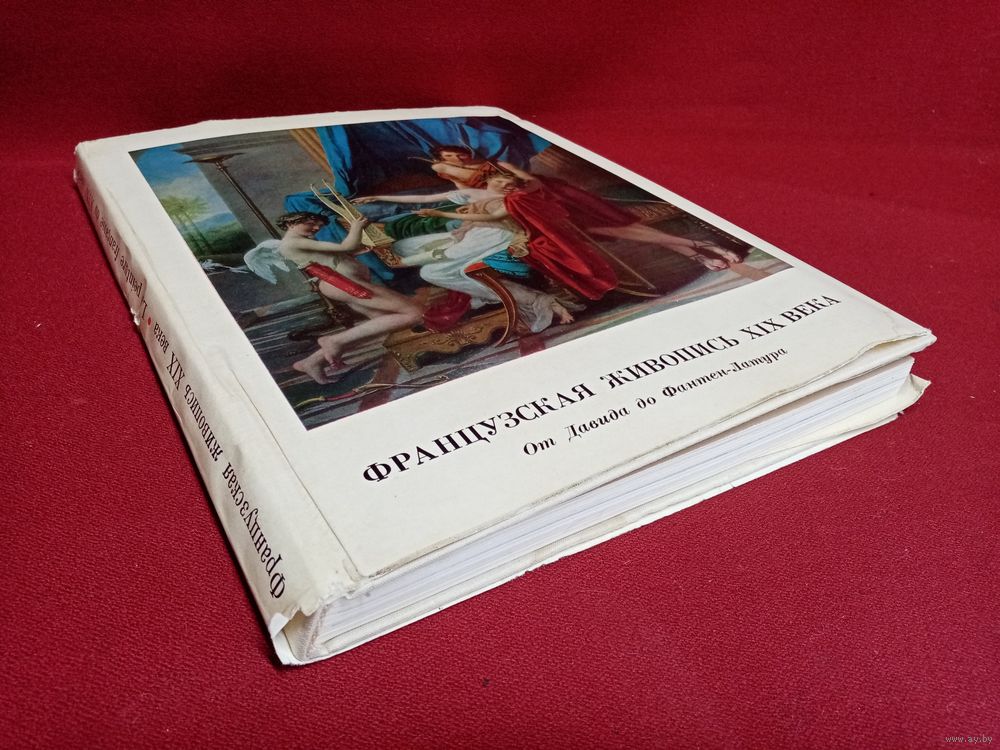 ФРАНЦУЗСКАЯ ЖИВОПИСЬ XIX ВЕКА
От Давида до Фантен-Латура
Французская живопись XIX века
www.ay.by